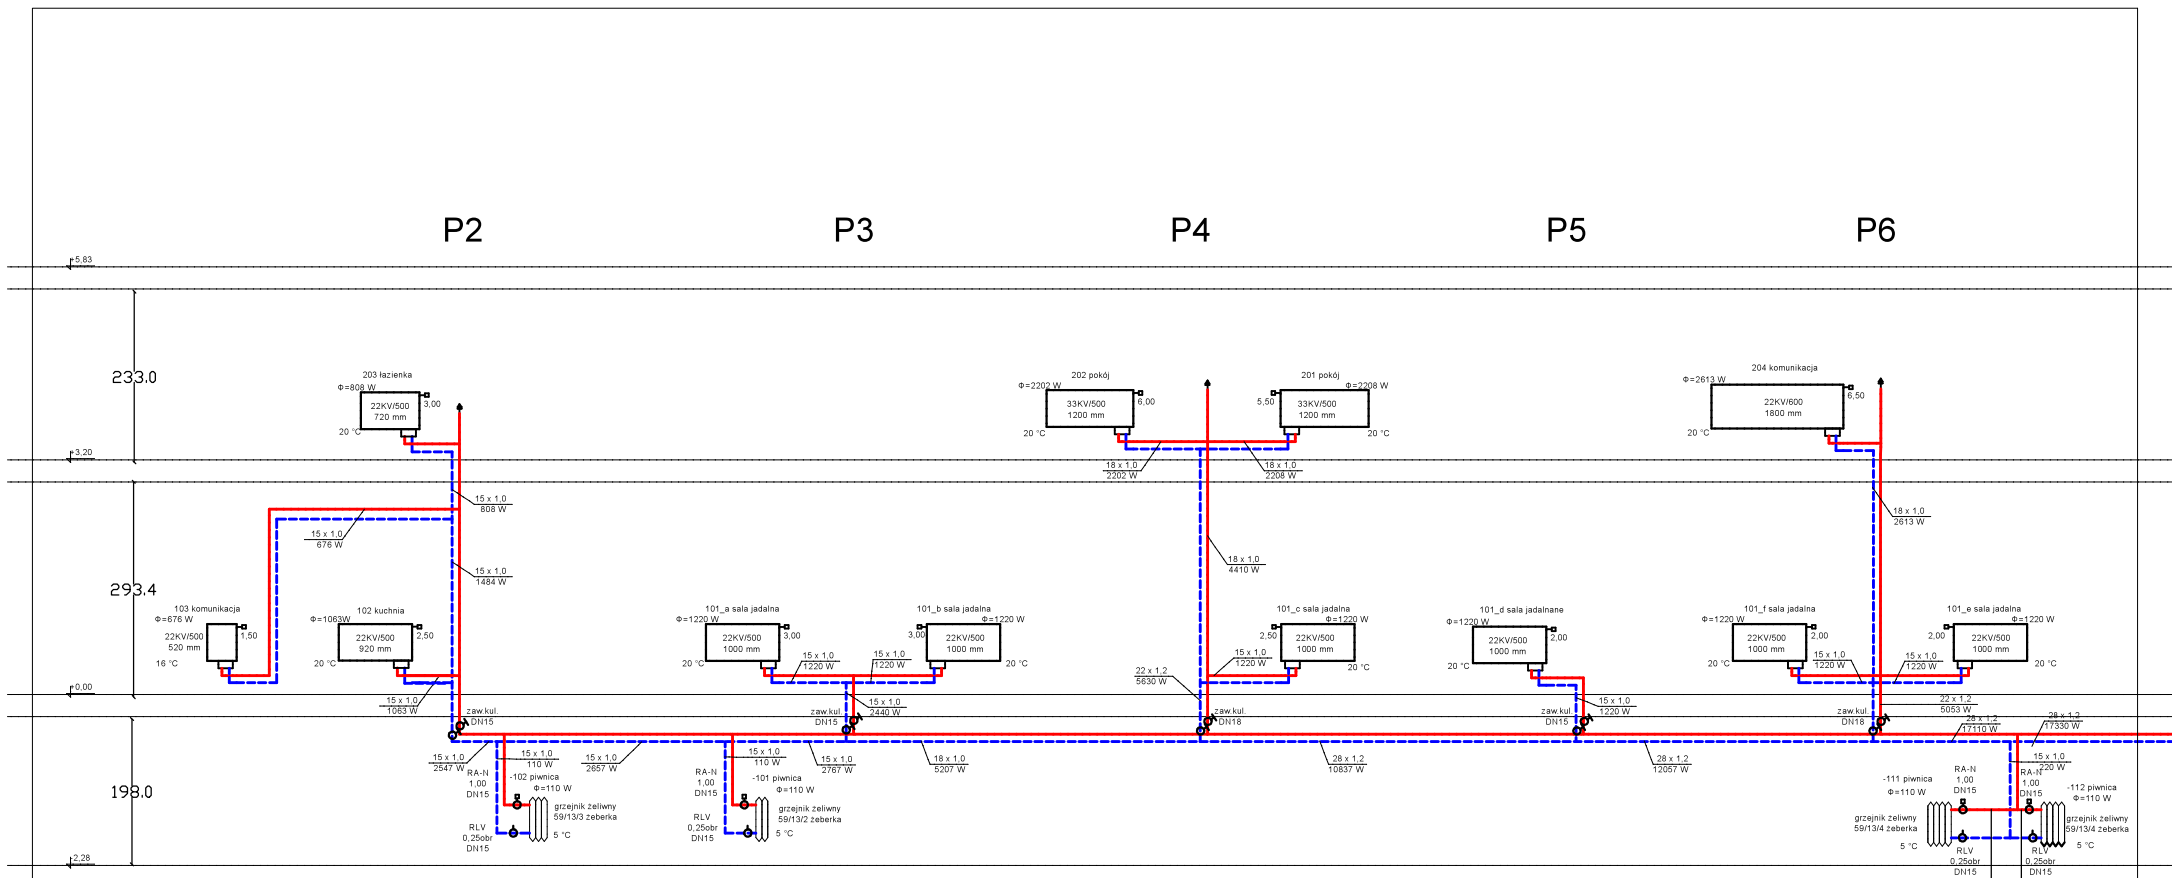 P2
P3
P4
P5
P6
+5,83
233.0
203 łazienka
Φ=808 W
22KV/500
720 mm
3,00
20 °C
202 pokój
Φ=2202 W
33KV/500
1200 mm
6,00
20 °C
201 pokój
Φ=2208 W
5,50
33KV/500
1200 mm
20 °C
204 komunikacja
Φ=2613 W
22KV/600
1800 mm
6,50
20 °C
+3,20
18 x 1,0
2202 W
18 x 1,0
2208 W
15 x 1,0
808 W
15 x 1,0
676 W
15 x 1,0
1484 W
18 x 1,0
4410 W
18 x 1,0
2613 W
293.4
103 komunikacja
Φ=676 W
22KV/500
520 mm
1,50
16 °C
102 kuchnia
Φ=1063W
22KV/500
920 mm
2,50
20 °C
101_a sala jadalna
Φ=1220 W
22KV/500
1000 mm
3,00
20 °C
15 x 1,0
1220 W
101_b sala jadalna
Φ=1220 W
3,00
22KV/500
1000 mm
20 °C
15 x 1,0
1220 W
101_c sala jadalna
Φ=1220 W
2,50
22KV/500
1000 mm
20 °C
15 x 1,0
1220 W
101_d sala jadalnane
Φ=1220 W
22KV/500
1000 mm
2,00
20 °C
101_f sala jadalna
Φ=1220 W
22KV/500
1000 mm
2,00
20 °C
15 x 1,0
1220 W
101_e sala jadalna
Φ=1220 W
2,00
22KV/500
1000 mm
20 °C
15 x 1,0
1220 W
+0,00
15 x 1,0
1063 W
zaw.kul.
DN15
15 x 1,0
2440 W
zaw.kul.
DN15
22 x 1,2
5630 W
zaw.kul.
DN18
15 x 1,0
1220 W
zaw.kul.
DN15
22 x 1,2
5053 W
zaw.kul.
DN18
28 x 1,2
17110 W
28 x 1,2
17330 W
198.0
15 x 1,0
2547 W
15 x 1,0
110 W
15 x 1,0
2657 W
15 x 1,0
110 W
15 x 1,0
2767 W
18 x 1,0
5207 W
28 x 1,2
10837 W
28 x 1,2
12057 W
15 x 1,0
220 W
RA-N
1,00
DN15
-102 piwnica
Φ=110 W
grzejnik żeliwny
59/13/3 żeberka
5 °C
RLV
0,25obr
DN15
RA-N
1,00
DN15
-101 piwnica
Φ=110 W
grzejnik żeliwny
59/13/2 żeberka
5 °C
RLV
0,25obr
DN15
-111 piwnica
Φ=110 W
RA-N
1,00
DN15
grzejnik żeliwny
59/13/4 żeberka
5 °C
RLV
0,25obr
DN15
RA-N
1,00
DN15
-112 piwnica
Φ=110 W
grzejnik żeliwny
59/13/4 żeberka
5 °C
RLV
0,25obr
DN15
-2,28